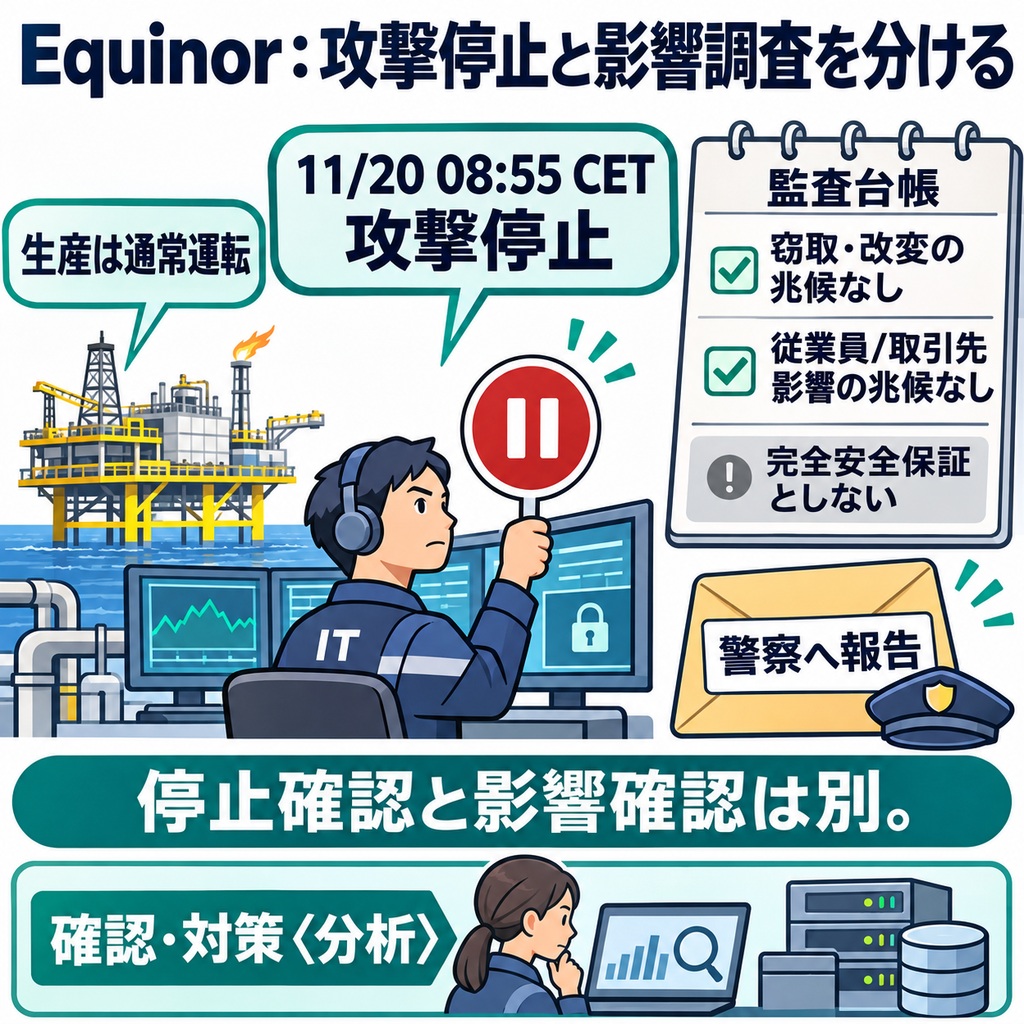 Equinor：攻撃停止と影響調査を分ける
生産は通常運転
11/20 08:55 CET
攻撃停止
監査台帳
窃取・改変の
兆候なし
従業員/取引先
影響の兆候なし
完全安全保証
としない
IT
警察へ報告
停止確認と影響確認は別。
確認・対策〈分析〉